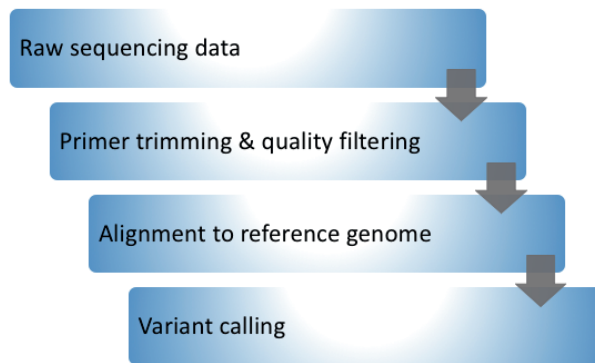 Raw sequencing data
Primer trimming & quality filtering
Alignment to reference genome
Variant calling